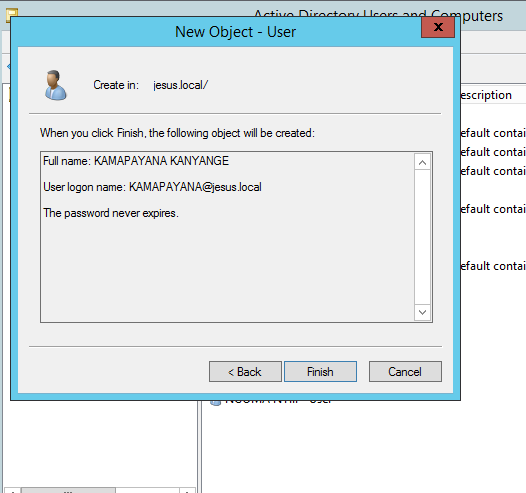 Active Directory Users and Computers
New Object - User
x
Create in: jesus.local/
escription
When you click Finish, the following object will be created:
efault contai
Full name: KAMAPAYANA KANYANGE
efault contai
efault contai
User logon name: KAMAPAYANA@jesus.local
efault contai
The password never expires.
efault contai
< Back
Finish
Cancel
User